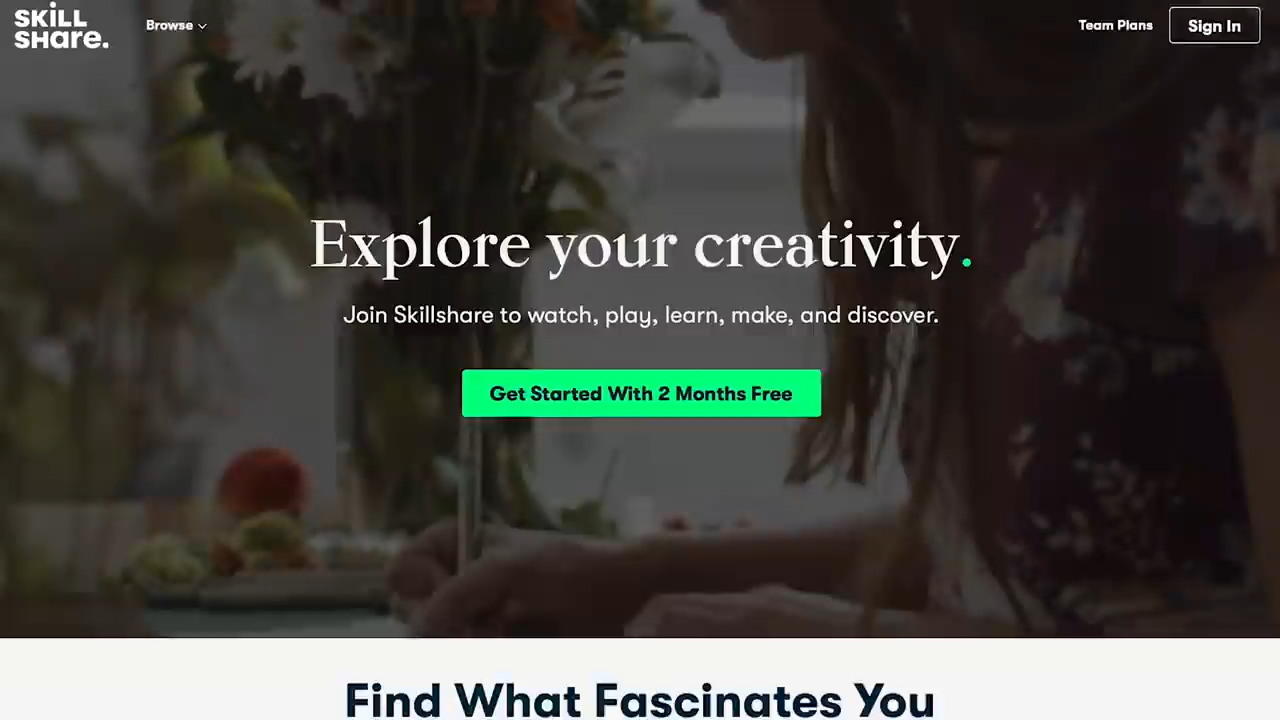 SKiLL
SHare.
Browse
Team Plans
Sign In
Explore your creativity.
Join Skillshare to watch, play, learn, make, and discover.
Get Started With 2 Months Free
Find What Fascinates You